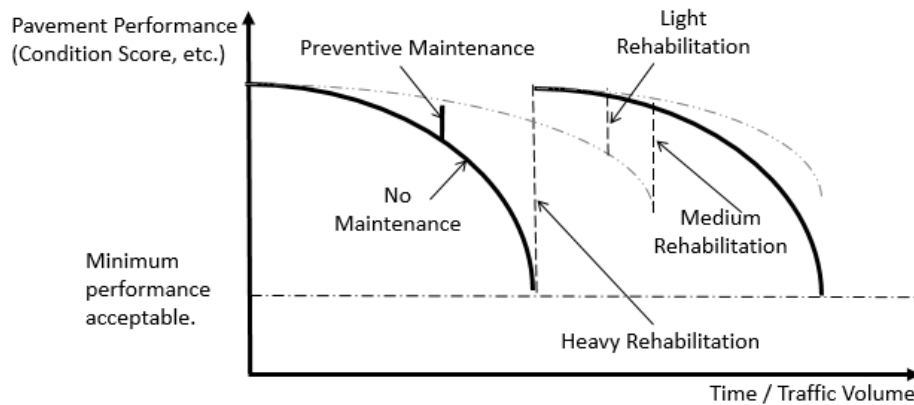 Pavement Performance
(Condition Score, etc.)
Preventive Maintenance
Light
Rehabilitation
No
Maintenance
Medium
Rehabilitation
Minimum
performance
acceptable.
Heavy Rehabilitation
Time / Traffic Volume